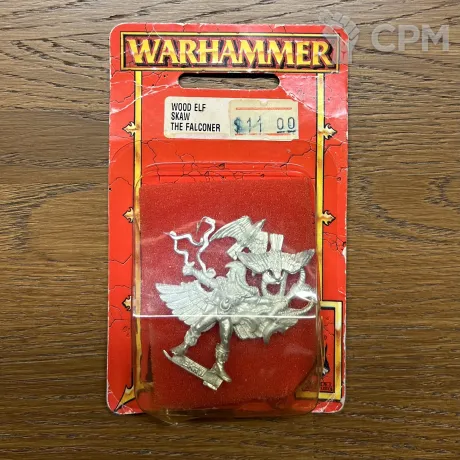 CPM
WARHAMMER
WOOD ELF
SKAW
THE FALCONER
$11 00